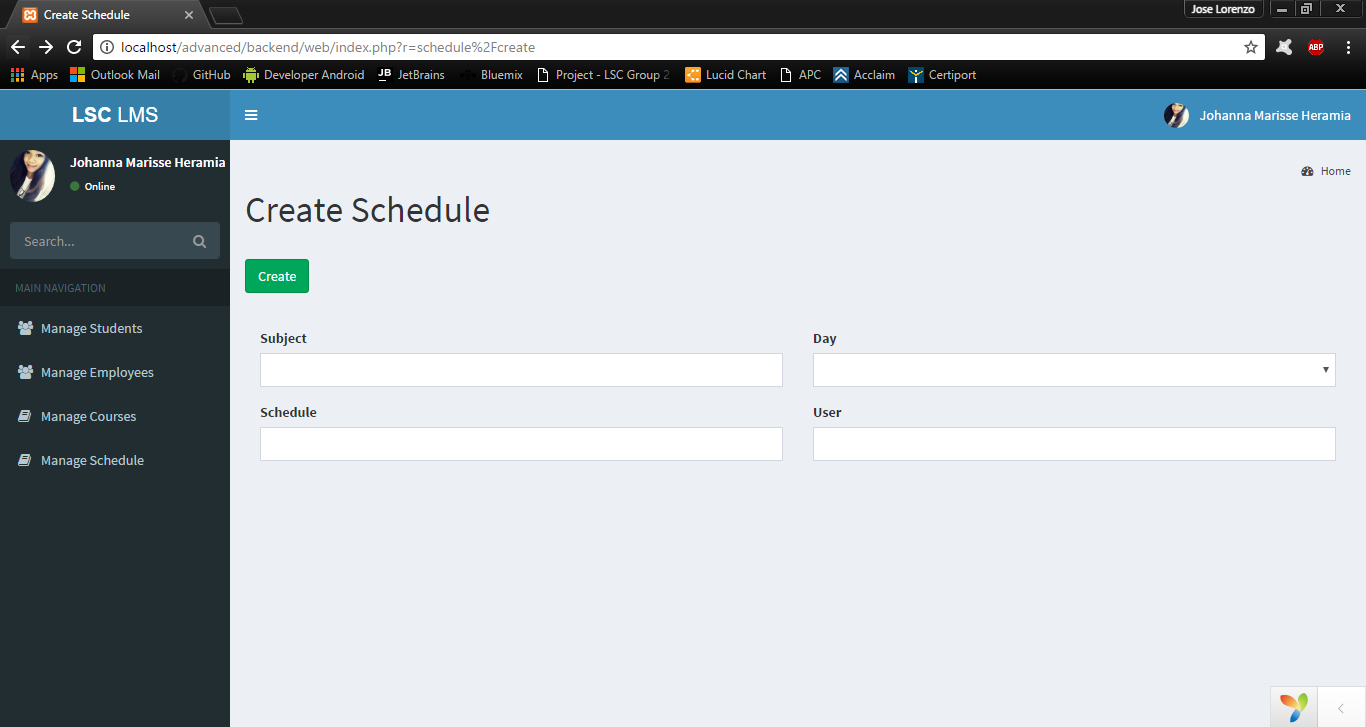 Create Schedule
Jose Lorenzo
localhost/advanced/backend/web/index.php?r=schedule%2Fcreate
ABP
Apps Outlook Mail GitHub Developer Android JB JetBrains Bluemix Project - LSC Group 2 Lucid Chart APC Acclaim Certiport
LSC LMS
Johanna Marisse Heramia
Johanna Marisse Heramia
Online
Home
Create Schedule
Search...
Create
MAIN NAVIGATION
Manage Students
Manage Employees
Manage Courses
Manage Schedule
Subject
Day
Schedule
User